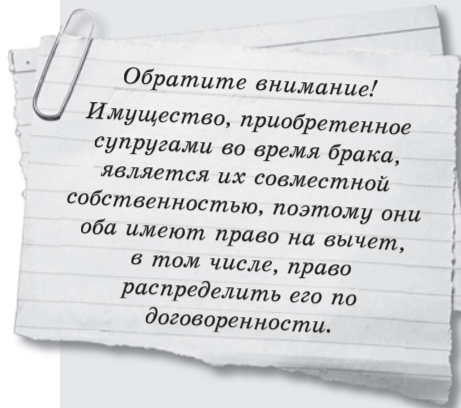 Обратите внимание!
Имущество, приобретенное
супругами во время брака,
является их совместной
собственностью, поэтому они
оба имеют право на вычет,
в том числе, право
распределить его по
договоренности.